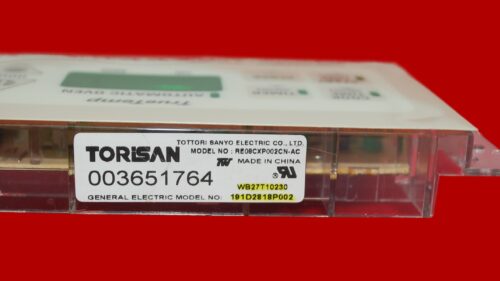 AUTOMATIC OVEN
TIMER
TrueTemp
TORISAN
TOTTORI SANYO ELECTRIC CO., LTD.
MODEL NO : RE08CXP002CN-AC
MADE IN CHINA
003651764
WB27T10230
GENERAL ELECTRIC MODEL NO: 191D2818P002